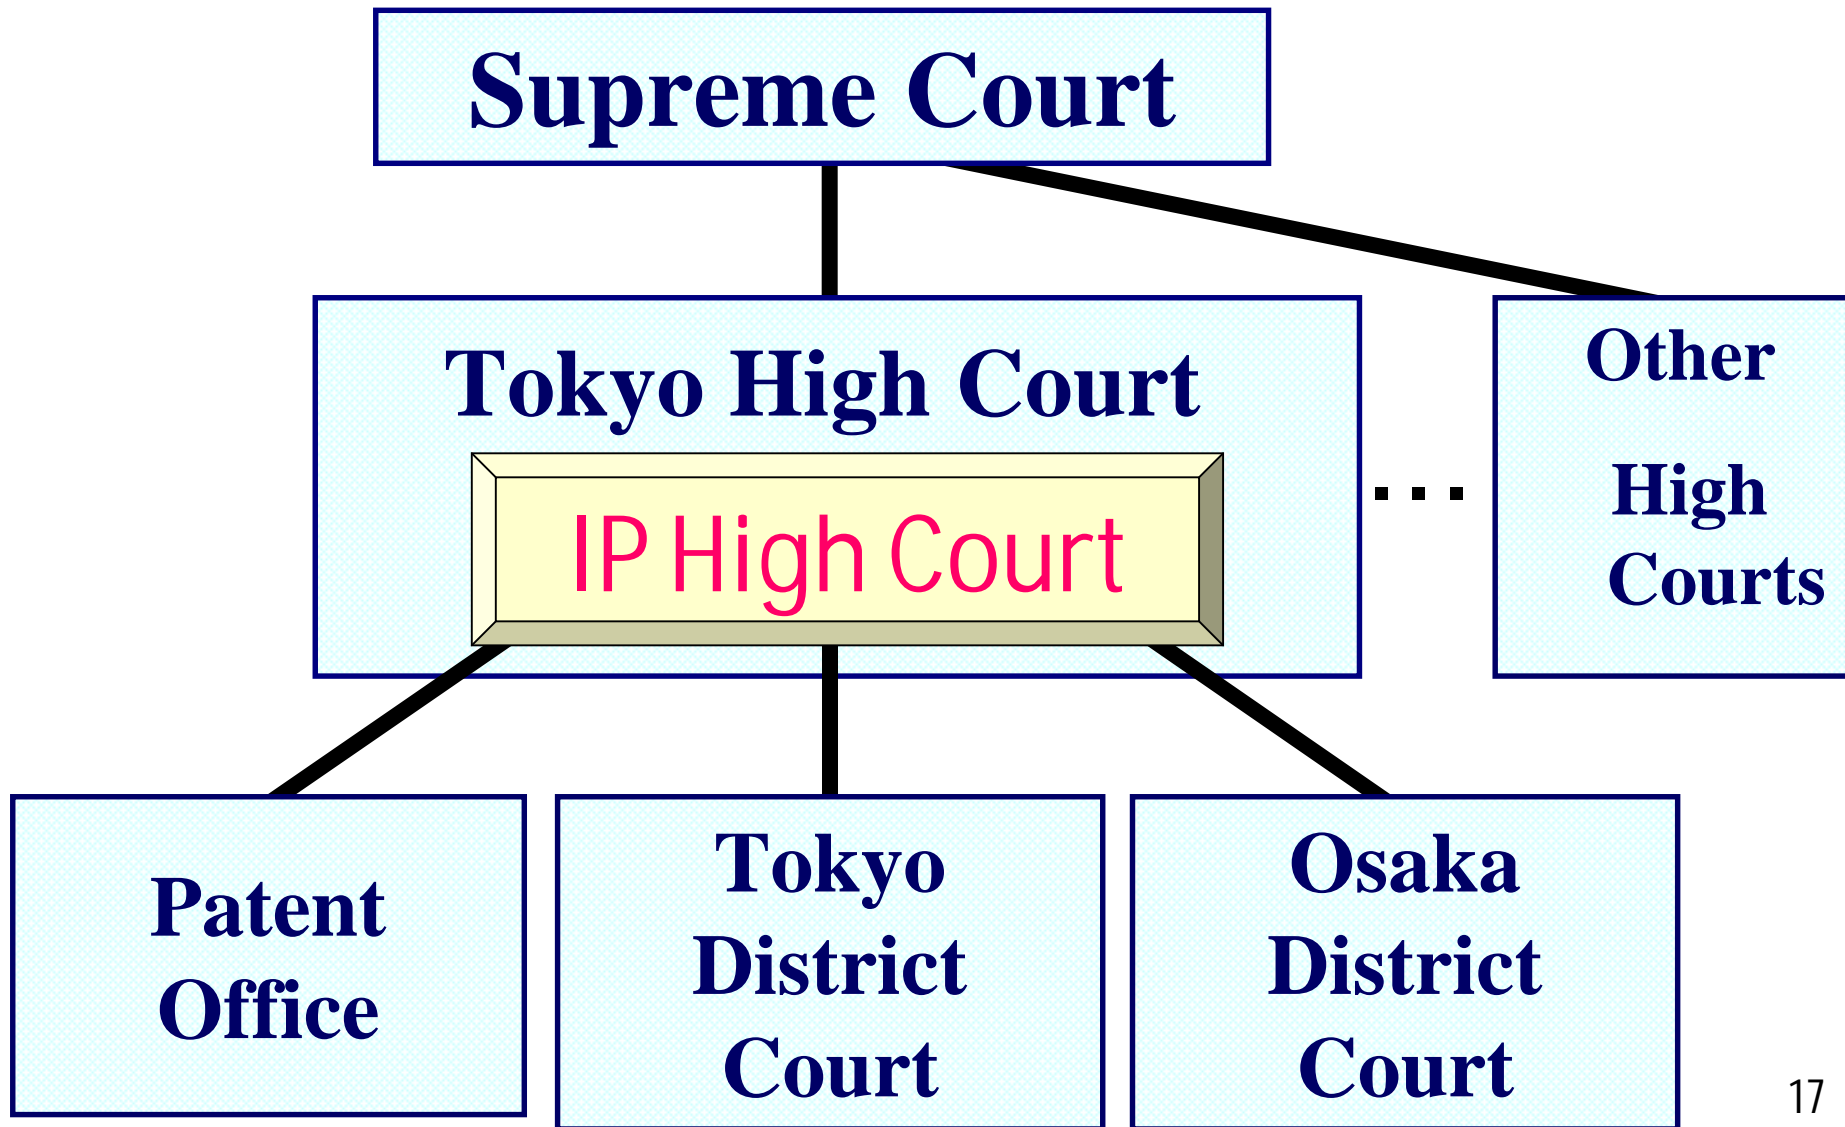 Supreme Court
Tokyo High Court
IP High Court
Other
High
Courts
Patent
Office
Tokyo
District
Court
Osaka
District
Court
17